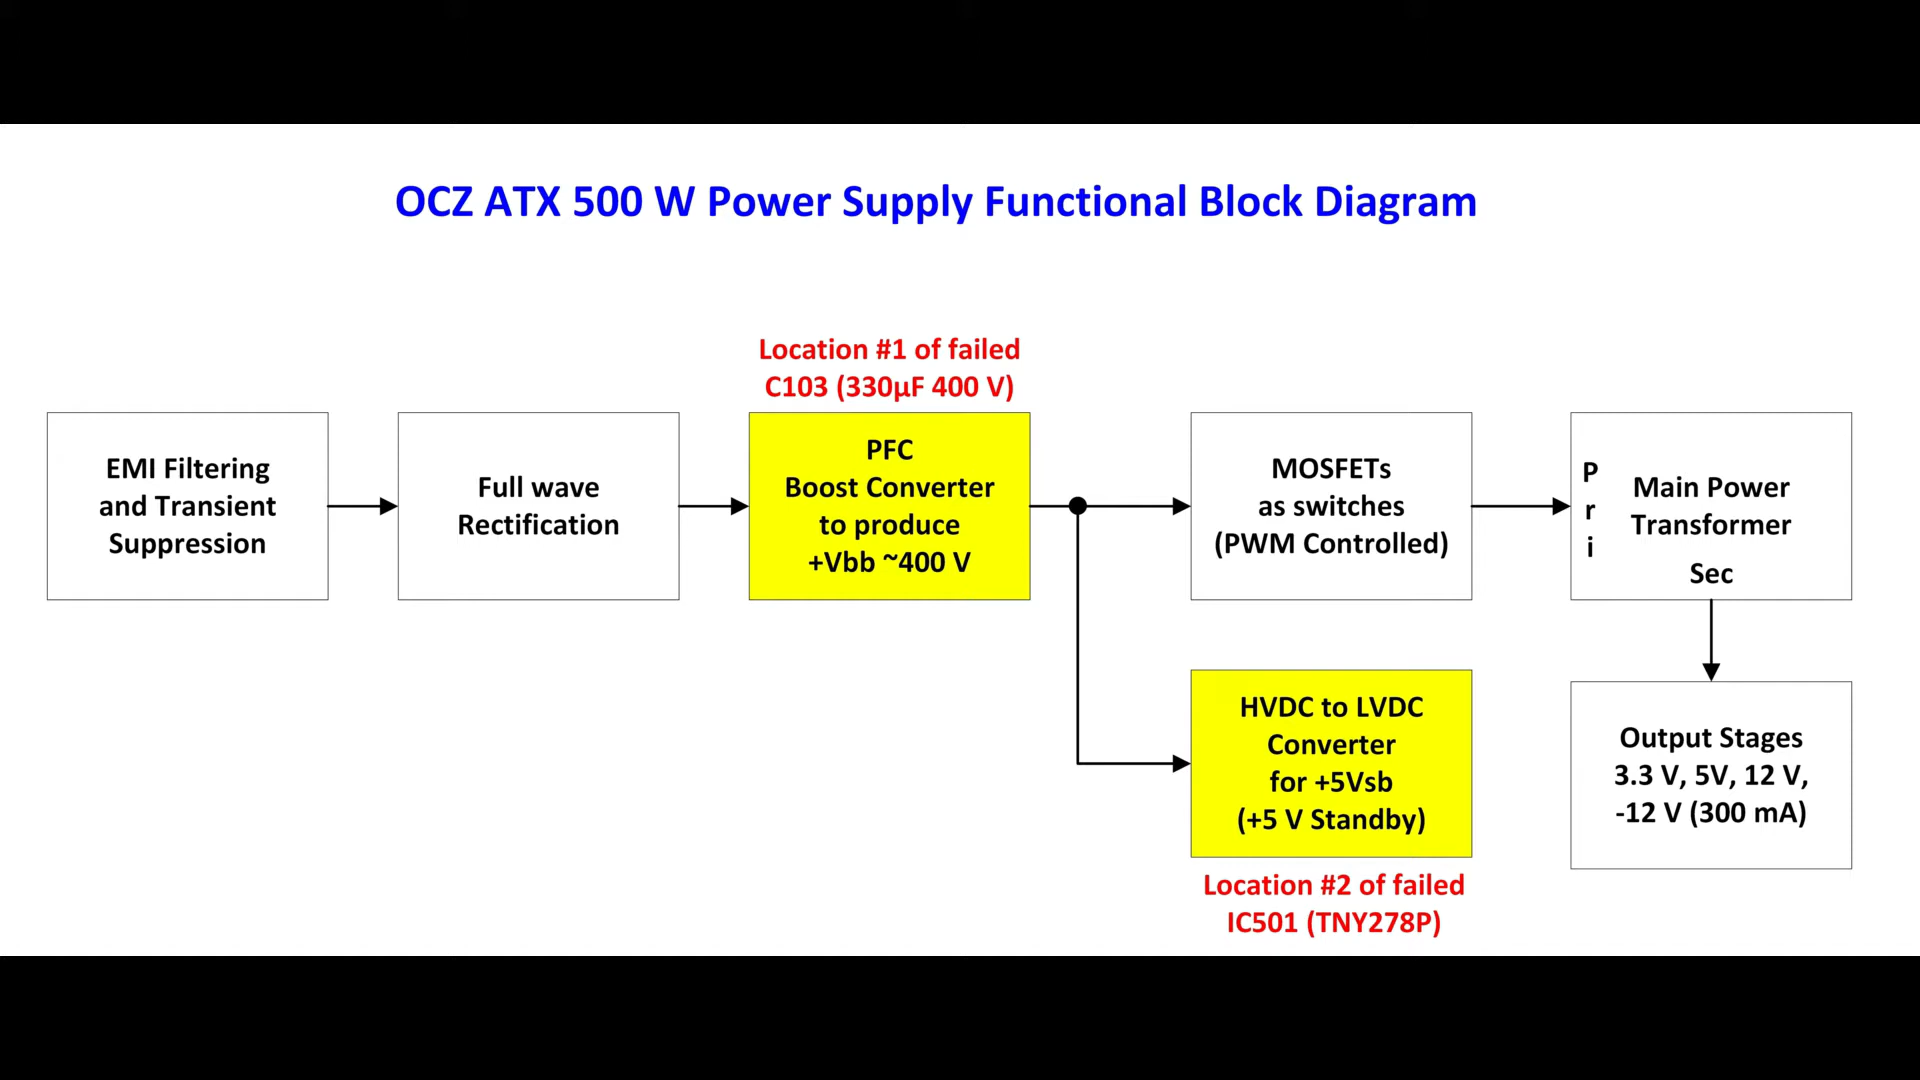 OCZ ATX 500 W Power Supply Functional Block Diagram
Location #1 of failed
C103 (330µF 400 V)
EMI Filtering
and Transient
Suppression
Full wave
Rectification
PFC
Boost Converter
to produce
+Vbb ~400 V
MOSFETs
as switches
(PWM Controlled)
Pri
Main Power
Transformer
Sec
HVDC to LVDC
Converter
for +5Vsb
(+5 V Standby)
Output Stages
3.3 V, 5V, 12 V,
-12 V (300 mA)
Location #2 of failed
IC501 (TNY278P)